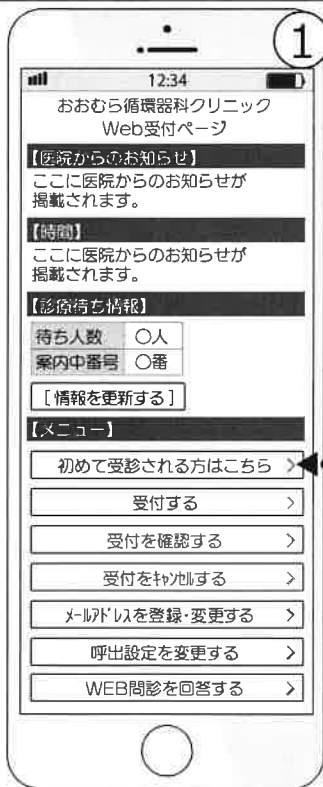 ①
12:34
おおむら循環器科クリニック
Web受付ページ
【医院からのお知らせ】
ここに医院からのお知らせが
掲載されます。
【時間】
ここに医院からのお知らせが
掲載されます。
【診療待ち情報】
待ち人数 ○人
案内中番号 ○番
[情報を更新する]
【メニュー】
初めて受診される方はこちら >
受付する >
受付を確認する >
受付をｷｬﾝｾﾙする >
ﾒｰﾙｱﾄﾞﾚｽを登録・変更する >
呼出設定を変更する >
WEB問診を回答する >